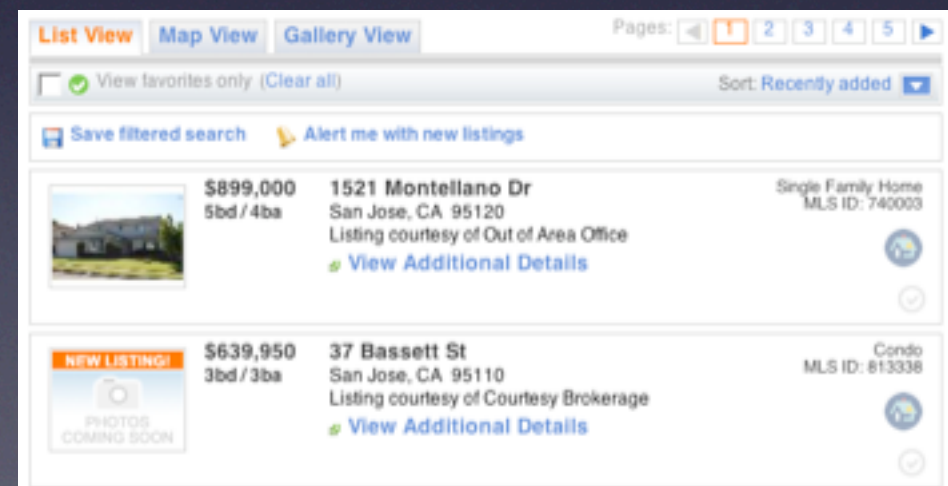 List View Map View Gallery View Pages: 1 2 3 4 5
View favorites only (Clear all) Sort: Recently added
Save filtered search Alert me with new listings
$899,000 1521 Montellano Dr Single Family Home
5bd / 4ba San Jose, CA 95120 MLS ID: 740003
Listing courtesy of Out of Area Office
View Additional Details
NEW LISTING! $639,950 37 Bassett St Condo
3bd / 3ba San Jose, CA 95110 MLS ID: 813338
Listing courtesy of Courtesy Brokerage
PHOTOS View Additional Details
COMING SOON